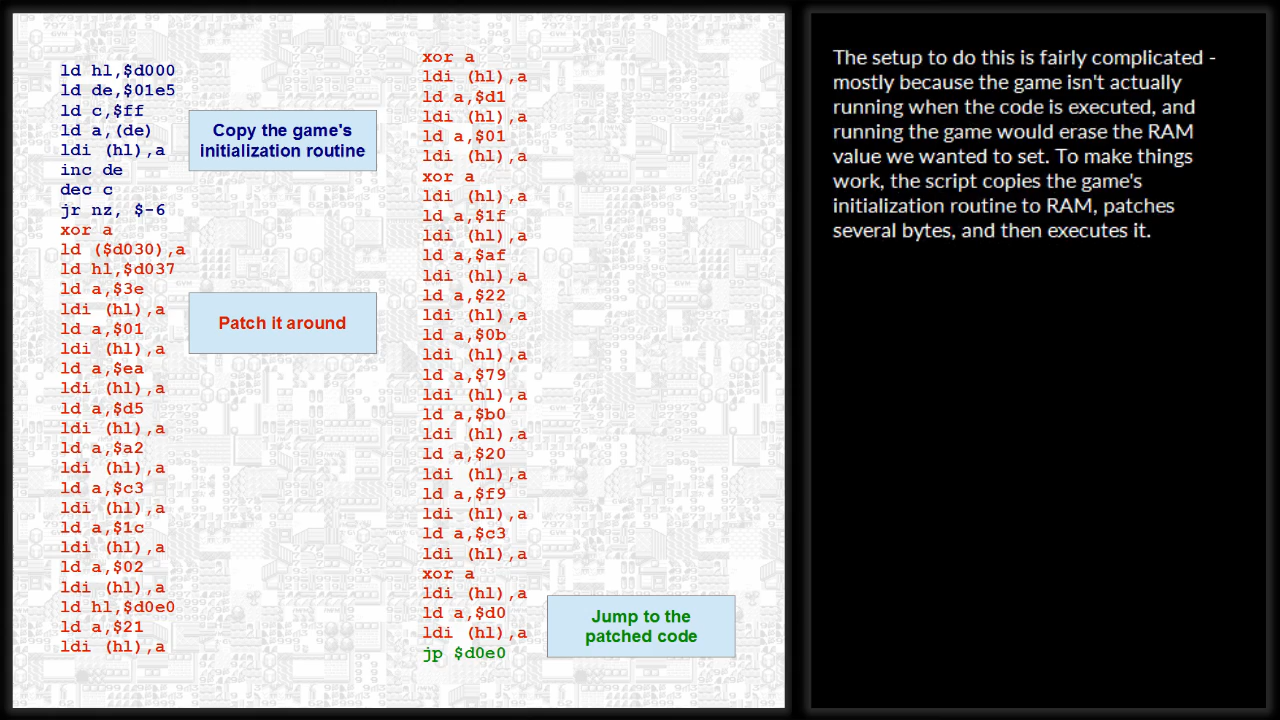 ld hl,$d000
ld de,$01e5
ld c,$ff
ld a,(de)
ldi (hl),a
inc de
dec c
jr nz, $-6
xor a
ld ($d030),a
ld hl,$d037
ld a,$3e
ldi (hl),a
ld a,$01
ldi (hl),a
ld a,$ea
ldi (hl),a
ld a,$d5
ldi (hl),a
ld a,$a2
ldi (hl),a
ld a,$c3
ldi (hl),a
ld a,$1c
ldi (hl),a
ld a,$02
ldi (hl),a
ld hl,$d0e0
ld a,$21
ldi (hl),a
Copy the game's
initialization routine
Patch it around
xor a
ldi (hl),a
ld a,$d1
ldi (hl),a
ld a,$01
ldi (hl),a
xor a
ldi (hl),a
ld a,$1f
ldi (hl),a
ld a,$af
ldi (hl),a
ld a,$22
ldi (hl),a
ld a,$0b
ldi (hl),a
ld a,$79
ldi (hl),a
ld a,$b0
ldi (hl),a
ld a,$20
ldi (hl),a
ld a,$f9
ldi (hl),a
ld a,$c3
ldi (hl),a
xor a
ldi (hl),a
ld a,$d0
ldi (hl),a
jp $d0e0
Jump to the
patched code
The setup to do this is fairly complicated -
mostly because the game isn't actually
running when the code is executed, and
running the game would erase the RAM
value we wanted to set. To make things
work, the script copies the game's
initialization routine to RAM, patches
several bytes, and then executes it.